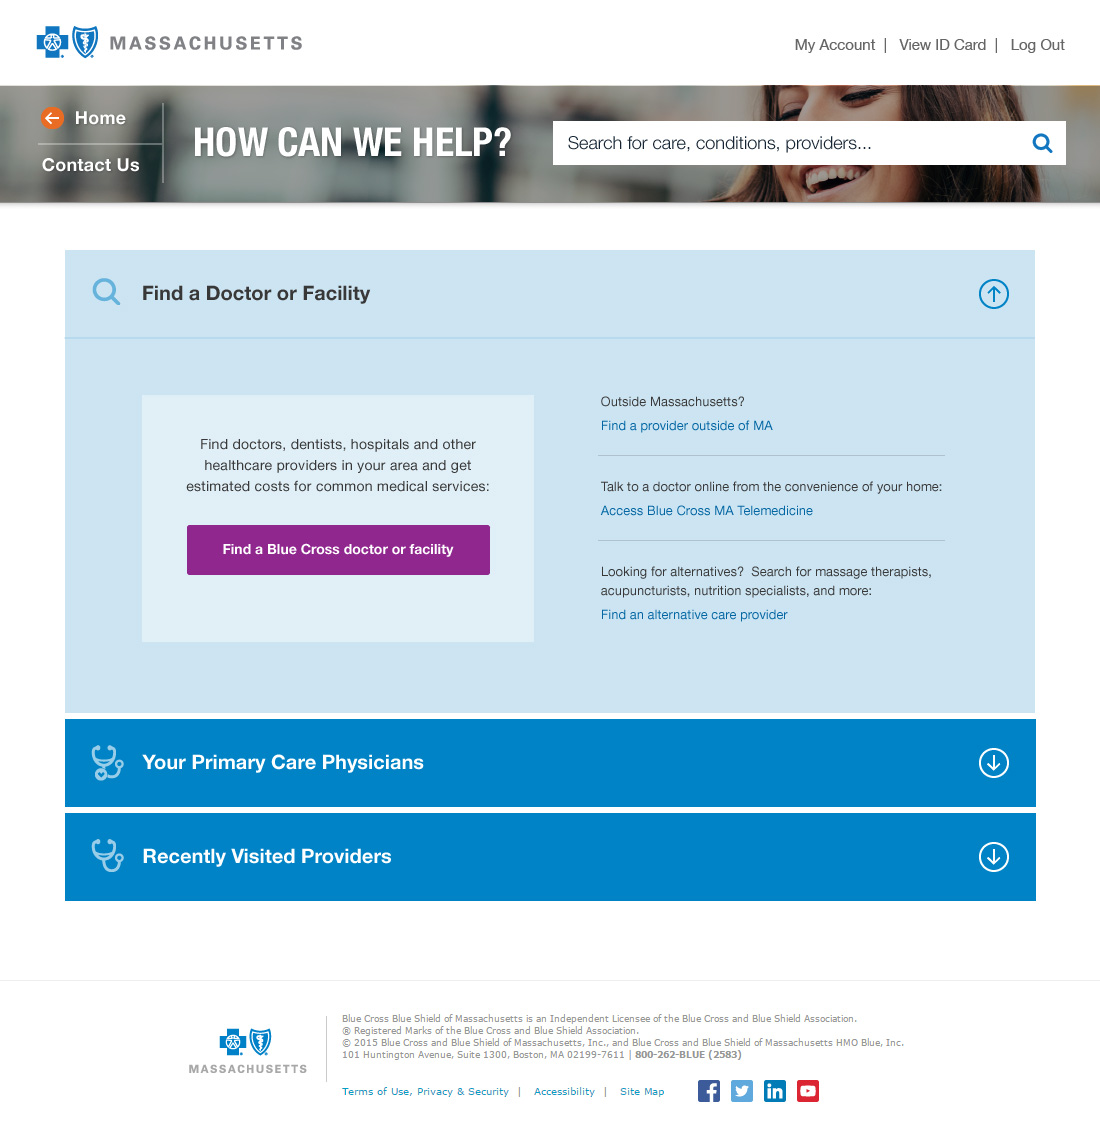 MASSACHUSETTS
My Account | View ID Card | Log Out
Home
Contact Us
HOW CAN WE HELP?
Search for care, conditions, providers...
Find a Doctor or Facility
Find doctors, dentists, hospitals and other
healthcare providers in your area and get
estimated costs for common medical services:
Find a Blue Cross doctor or facility
Outside Massachusetts?
Find a provider outside of MA
Talk to a doctor online from the convenience of your home:
Access Blue Cross MA Telemedicine
Looking for alternatives? Search for massage therapists,
acupuncturists, nutrition specialists, and more:
Find an alternative care provider
Your Primary Care Physicians
Recently Visited Providers
MASSACHUSETTS
Blue Cross Blue Shield of Massachusetts is an Independent Licensee of the Blue Cross and Blue Shield Association.
® Registered Marks of the Blue Cross and Blue Shield Association.
© 2015 Blue Cross and Blue Shield of Massachusetts, Inc., and Blue Cross and Blue Shield of Massachusetts HMO Blue, Inc.
101 Huntington Avenue, Suite 1300, Boston, MA 02199-7611 | 800-262-BLUE (2583)
Terms of Use, Privacy & Security | Accessibility | Site Map